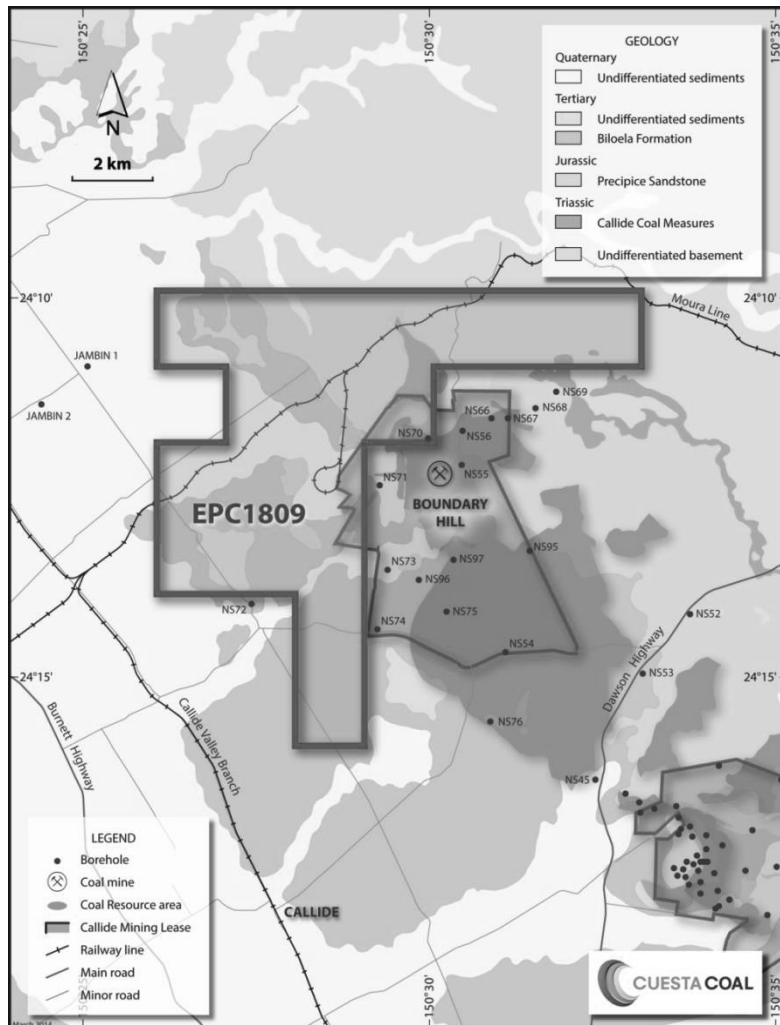 150°25'
150°30'
150°35'
GEOLOGY
Quaternary
Undifferentiated sediments
Tertiary
Undifferentiated sediments
Biloela Formation
Jurassic
Precipice Sandstone
Triassic
Callide Coal Measures
Undifferentiated basement
N
2 km
24°10'
24°10'
Moura Line
JAMBIN 1
JAMBIN 2
NS69
NS68
NS66
NS67
NS70
NS56
NS55
NS71
BOUNDARY
HILL
EPC1809
NS95
NS97
NS73
NS96
NS72
NS75
NS74
NS52
NS54
NS53
24°15'
24°15'
Dawson Highway
Callide Valley Branch
Burnett Highway
NS76
NS45
LEGEND
Borehole
Coal mine
Coal Resource area
Callide Mining Lease
Railway line
Main road
Minor road
CALLIDE
CUESTA COAL
150°25'
150°30'
150°35'
March 2014